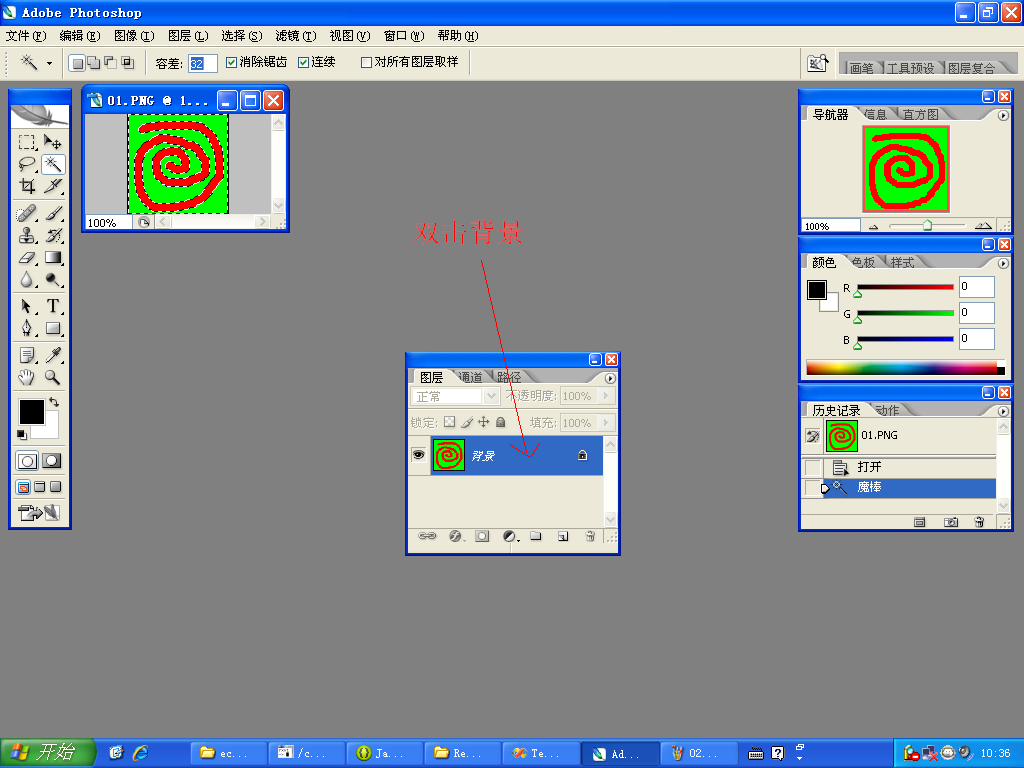 Adobe Photoshop
文件(F) 编辑(E) 图像(I) 图层(L) 选择(S) 滤镜(T) 视图(V) 窗口(W) 帮助(H)
容差: 32 消除锯齿 连续 对所有图层取样
画笔 工具预设 图层复合
01.PNG @ 1...
100%
导航器 信息 直方图
100%
双击背景
颜色 色板 样式
R 0
G 0
B 0
图层 通道 路径
正常 不透明度: 100%
锁定: 填充: 100%
背景
历史记录 动作
01.PNG
打开
魔棒
T
开始 ec... /c... Ja... Re... Te... Ad... 02... 10:36